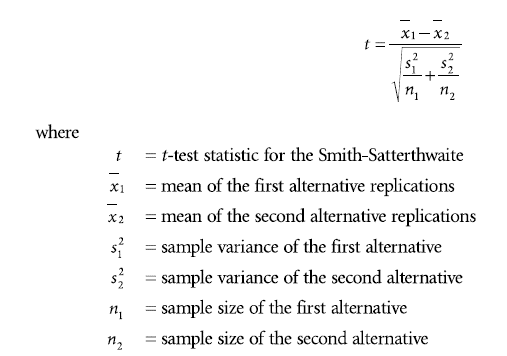 t = (x̄1 − x̄2) / √(s₁²/n₁ + s₂²/n₂)
where
t = t-test statistic for the Smith-Satterthwaite
x̄1 = mean of the first alternative replications
x̄2 = mean of the second alternative replications
s₁² = sample variance of the first alternative
s₂² = sample variance of the second alternative
n₁ = sample size of the first alternative
n₂ = sample size of the second alternative